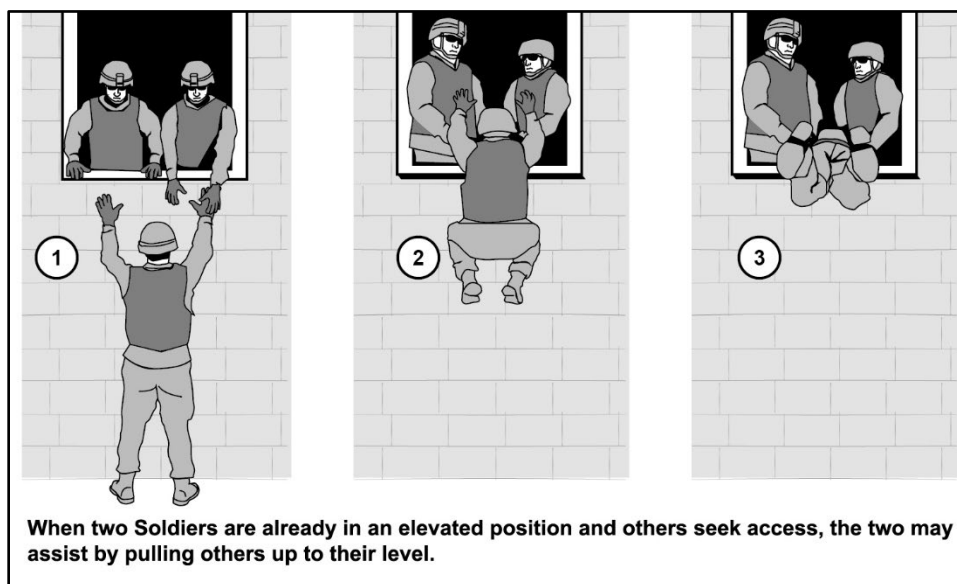 1
2
3
When two Soldiers are already in an elevated position and others seek access, the two may
assist by pulling others up to their level.